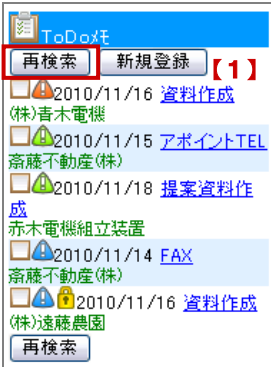 ToDoメモ
再検索 新規登録 【1】
2010/11/16 資料作成
(株)青木電機
2010/11/15 アポイントTEL
斎藤不動産(株)
2010/11/18 提案資料作
成
赤木電機組立装置
2010/11/14 FAX
斎藤不動産(株)
2010/11/16 資料作成
(株)遠藤農園
再検索